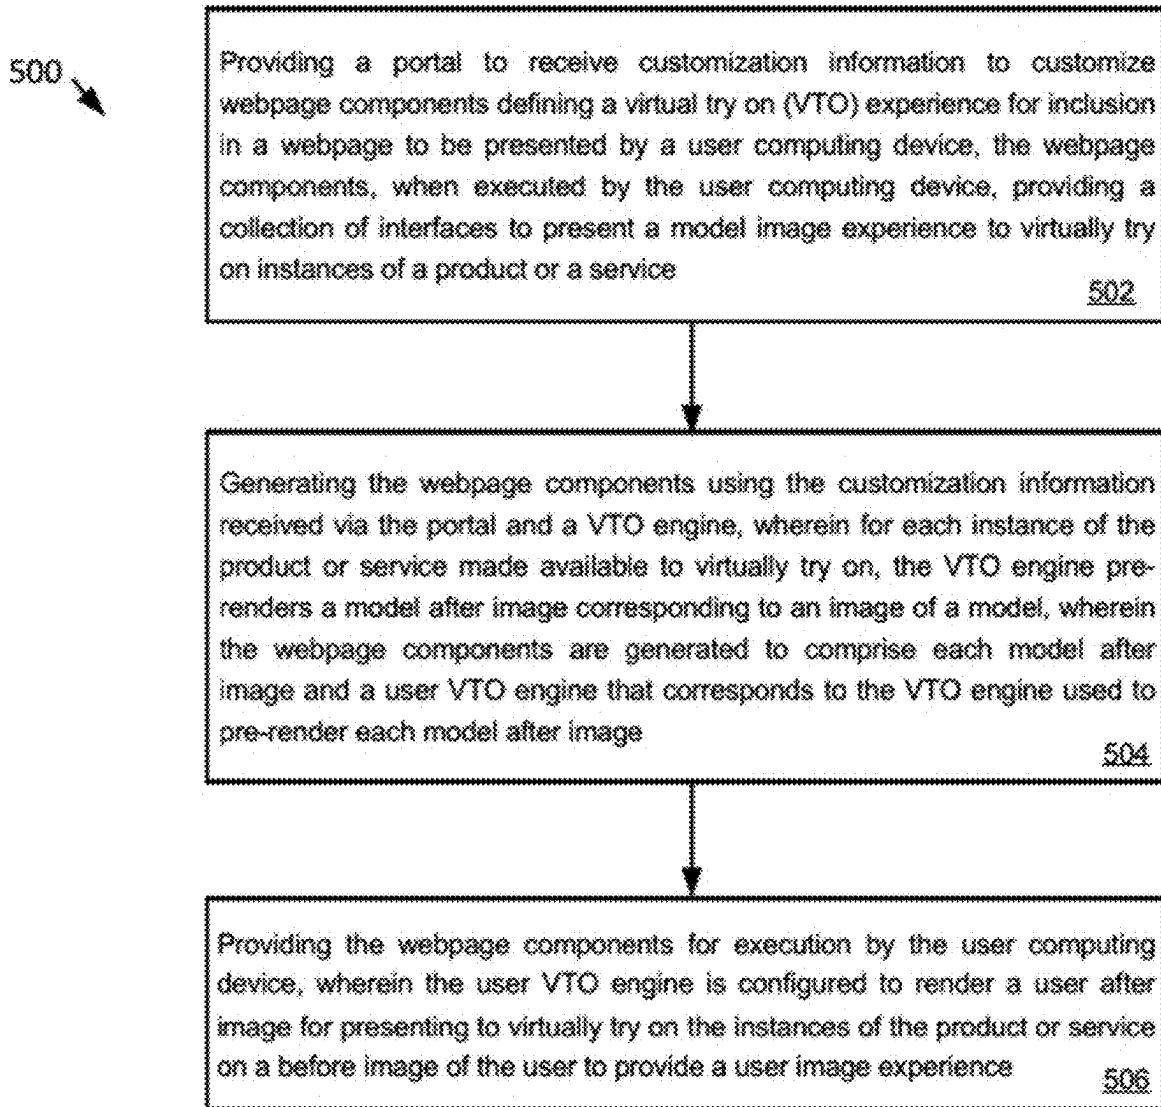 500
Providing a portal to receive customization information to customize
webpage components defining a virtual try on (VTO) experience for inclusion
in a webpage to be presented by a user computing device, the webpage
components, when executed by the user computing device, providing a
collection of interfaces to present a model image experience to virtually try
on instances of a product or a service
502
Generating the webpage components using the customization information
received via the portal and a VTO engine, wherein for each instance of the
product or service made available to virtually try on, the VTO engine pre-
renders a model after image corresponding to an image of a model, wherein
the webpage components are generated to comprise each model after
image and a user VTO engine that corresponds to the VTO engine used to
pre-render each model after image
504
Providing the webpage components for execution by the user computing
device, wherein the user VTO engine is configured to render a user after
image for presenting to virtually try on the instances of the product or service
on a before image of the user to provide a user image experience
506